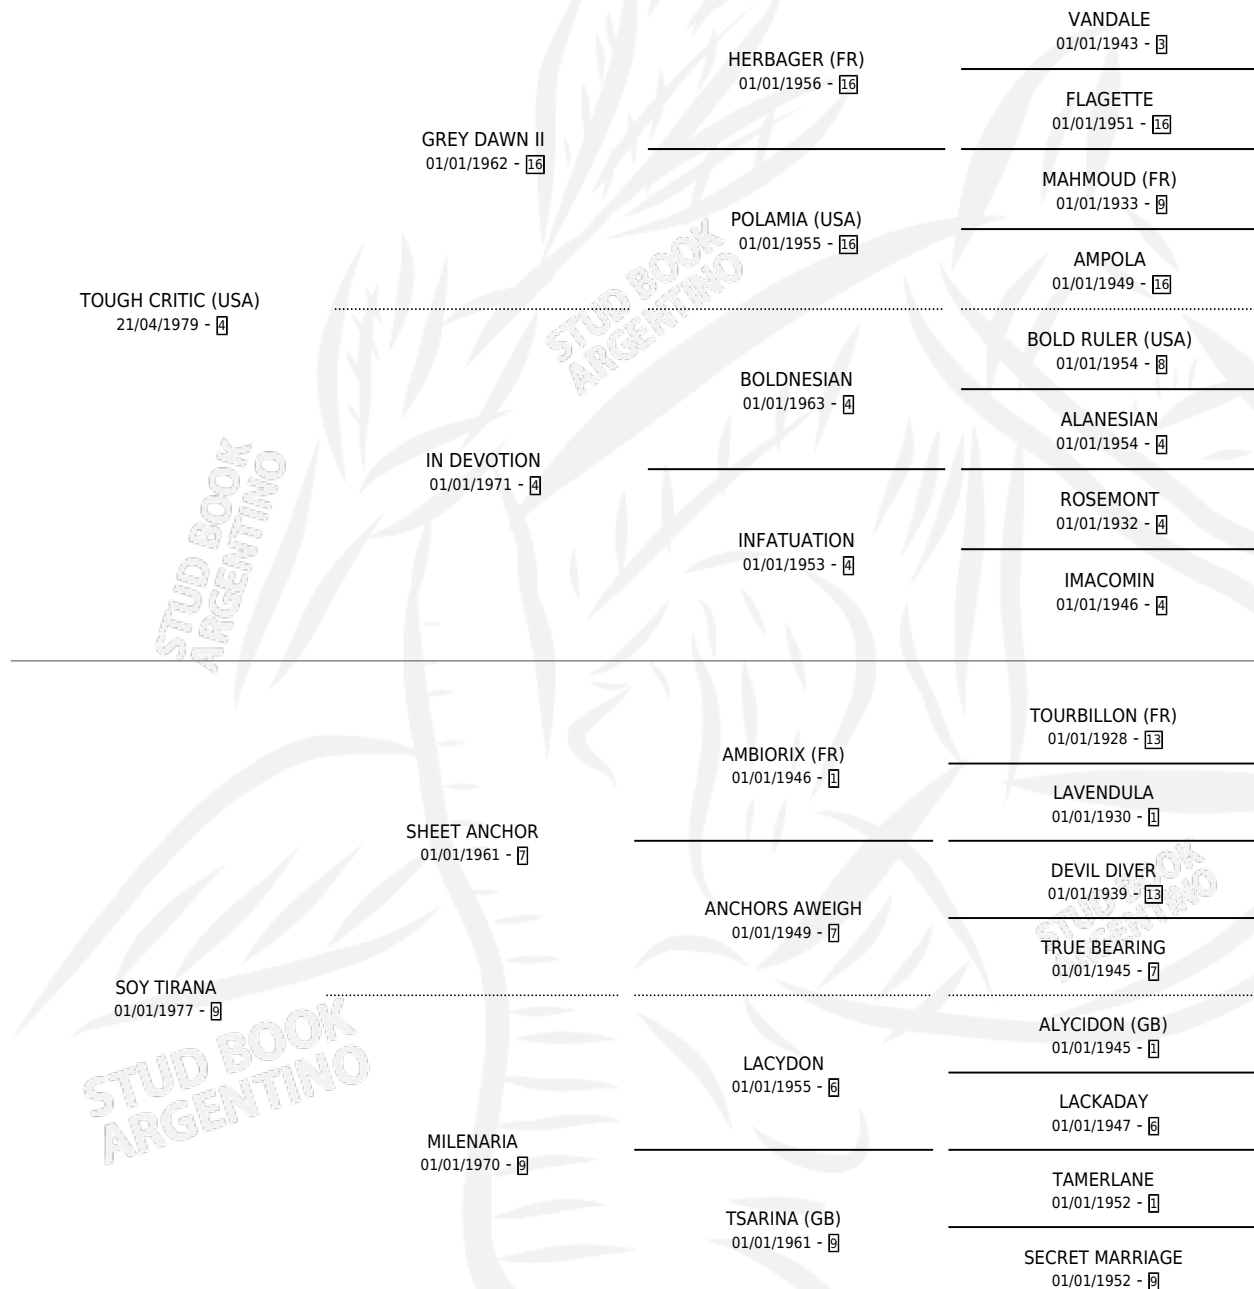 VANDALE
01/01/1943 - 3
HERBAGER (FR)
01/01/1956 - 16
FLAGETTE
01/01/1951 - 16
GREY DAWN II
01/01/1962 - 16
MAHMOUD (FR)
01/01/1933 - 9
POLAMIA (USA)
01/01/1955 - 16
AMPOLA
01/01/1949 - 16
TOUGH CRITIC (USA)
21/04/1979 - 4
STUD BOOK
ARGENTINO
BOLD RULER (USA)
01/01/1954 - 8
BOLDNESIAN
01/01/1963 - 4
ALANESIAN
01/01/1954 - 4
IN DEVOTION
01/01/1971 - 4
ROSEMONT
01/01/1932 - 4
INFATUATION
01/01/1953 - 4
IMACOMIN
01/01/1946 - 4
STUD BOOK
ARGENTINO
TOURBILLON (FR)
01/01/1928 - 13
AMBIORIX (FR)
01/01/1946 - 1
LAVENDULA
01/01/1930 - 1
SHEET ANCHOR
01/01/1961 - 7
DEVIL DIVER
01/01/1939 - 13
ANCHORS AWEIGH
01/01/1949 - 7
STUD BOOK
ARGENTINO
TRUE BEARING
01/01/1945 - 7
SOY TIRANA
01/01/1977 - 9
STUD BOOK
ARGENTINO
ALYCIDON (GB)
01/01/1945 - 1
LACYDON
01/01/1955 - 6
LACKADAY
01/01/1947 - 6
MILENARIA
01/01/1970 - 9
TAMERLANE
01/01/1952 - 1
TSARINA (GB)
01/01/1961 - 9
SECRET MARRIAGE
01/01/1952 - 9